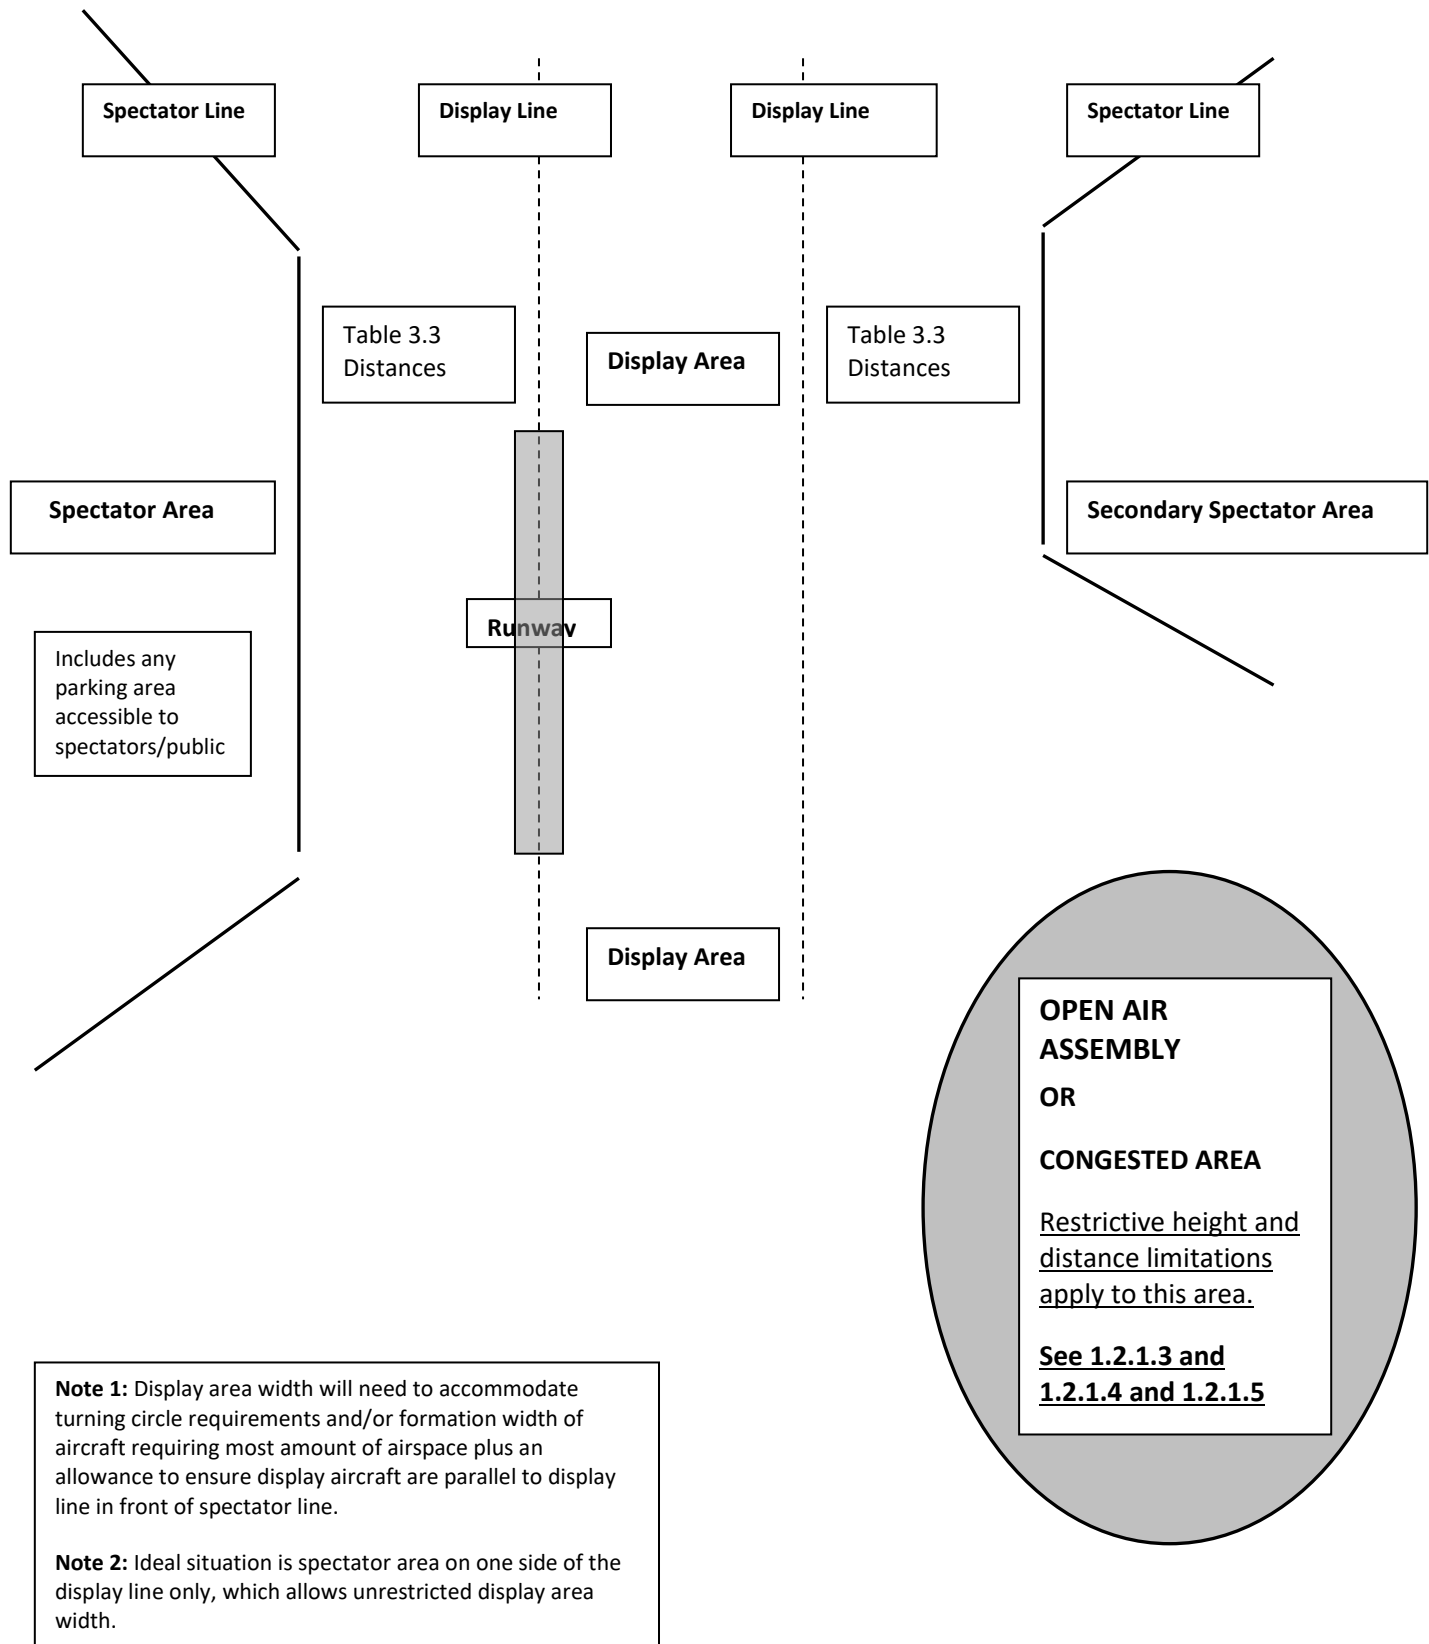 Spectator Line
Display Line
Display Line
Spectator Line
Table 3.3
Distances
Display Area
Table 3.3
Distances
Spectator Area
Secondary Spectator Area
Runway
Includes any
parking area
accessible to
spectators/public
Display Area
OPEN AIR
ASSEMBLY
OR
CONGESTED AREA
Restrictive height and
distance limitations
apply to this area.
See 1.2.1.3 and
1.2.1.4 and 1.2.1.5
Note 1: Display area width will need to accommodate
turning circle requirements and/or formation width of
aircraft requiring most amount of airspace plus an
allowance to ensure display aircraft are parallel to display
line in front of spectator line.
Note 2: Ideal situation is spectator area on one side of the
display line only, which allows unrestricted display area
width.